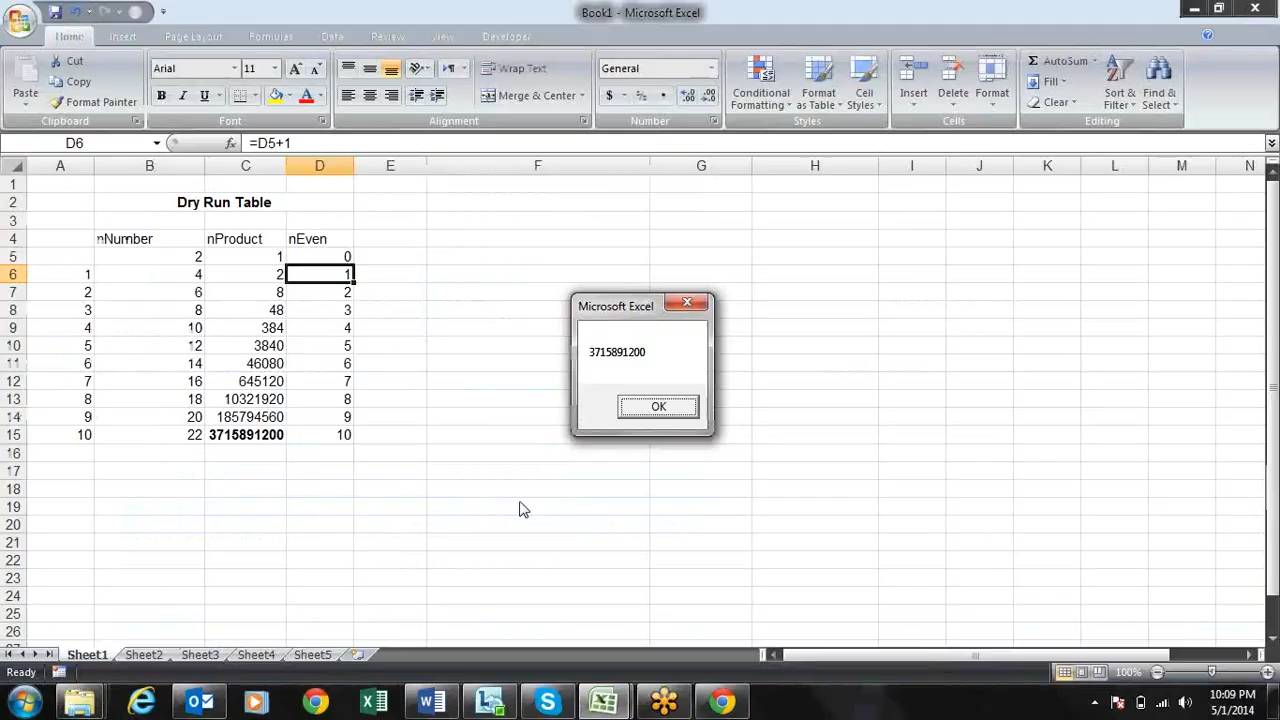 Book1 - Microsoft Excel
Home Insert Page Layout Formulas Data Review View Developer
Paste Cut Copy Format Painter
Clipboard
Arial 11
B I U A
Font
Wrap Text
Merge & Center
Alignment
General
$ % ,
Number
Conditional Formatting Format as Table Cell Styles
Styles
Insert Delete Format
Cells
Σ AutoSum Fill Clear Sort & Filter Find & Select
Editing
D6 fx =D5+1
A B C D E F G H I J K L M N
1
2 Dry Run Table
3
4 nNumber nProduct nEven
5 2 1 0
6 1 4 2 1
7 2 6 8 2
8 3 8 48 3
9 4 10 384 4
10 5 12 3840 5
11 6 14 46080 6
12 7 16 645120 7
13 8 18 10321920 8
14 9 20 185794560 9
15 10 22 3715891200 10
16
17
18
19
20
21
22
23
24
25
26
Microsoft Excel
3715891200
OK
Sheet1 Sheet2 Sheet3 Sheet4 Sheet5
Ready 100%
10:09 PM
5/1/2014